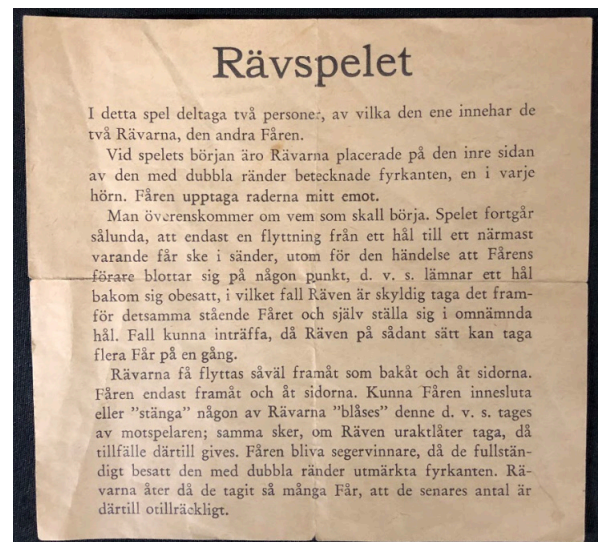 Rävspelet
I detta spel deltaga två personer, av vilka den ene innehar de
två Rävarna, den andra Fåren.
Vid spelets början äro Rävarna placerade på den inre sidan
av den med dubbla ränder betecknade fyrkanten, en i varje
hörn. Fåren upptaga raderna mitt emot.
Man överenskommer om vem som skall börja. Spelet fortgår
sålunda, att endast en flyttning från ett hål till ett närmast
varande får ske i sänder, utom för den händelse att Fårens
förare blottar sig på någon punkt, d. v. s. lämnar ett hål
bakom sig obesatt, i vilket fall Räven är skyldig taga det fram-
för detsamma stående Fåret och själv ställa sig i omnämnda
hål. Fall kunna inträffa, då Räven på sådant sätt kan taga
flera Får på en gång.
Rävarna få flyttas såväl framåt som bakåt och åt sidorna.
Fåren endast framåt och åt sidorna. Kunna Fåren innesluta
eller ”stänga” någon av Rävarna ”blåses” denne d. v. s. tages
av motspelaren; samma sker, om Räven uraktlåter taga, då
tillfälle därtill gives. Fåren bliva segervinnare, då de fullstän-
digt besatt den med dubbla ränder utmärkta fyrkanten. Rä-
varna åter då de tagit så många Får, att de senares antal är
därtill otillräckligt.